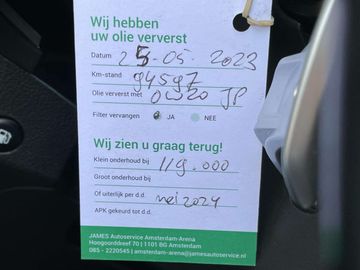 Wij hebben
uw olie ververst
Datum 25-05-2023
Km-stand 94597
Olie ververst met 0W20 JP
Filter vervangen JA NEE
Wij zien u graag terug!
Klein onderhoud bij 119.000
Groot onderhoud bij
Of uiterlijk per d.d. mei 2024
APK gekeurd tot d.d.
JAMES Autoservice Amsterdam-Arena
Hoogoorddreef 70 | 1101 BG Amsterdam
085 - 2220545 | amsterdam-arena@jamesautoservice.nl